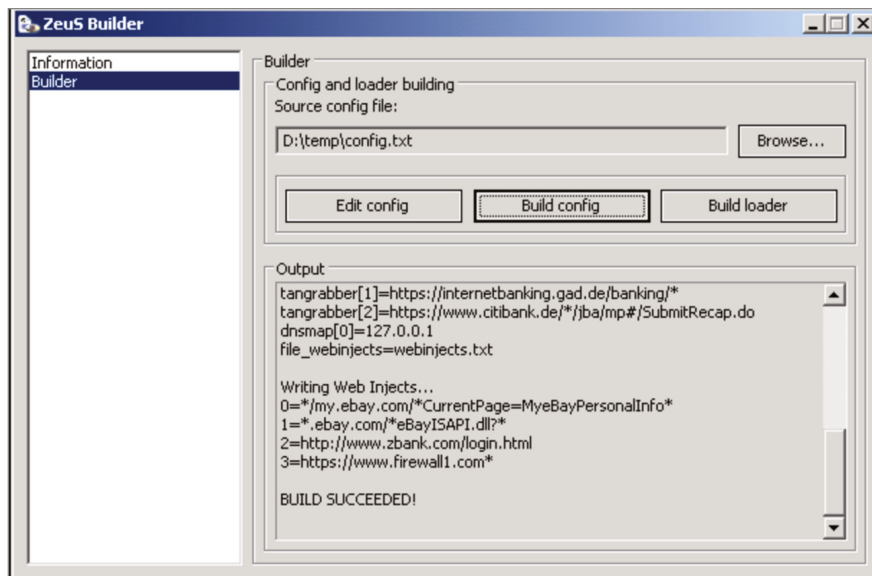 ZeuS Builder
Information
Builder
Builder
Config and loader building
Source config file:
D:\temp\config.txt
Browse...
Edit config
Build config
Build loader
Output
tangrabber[1]=https://internetbanking.gad.de/banking/*
tangrabber[2]=https://www.citibank.de/*/jba/mp#/SubmitRecap.do
dnsmap[0]=127.0.0.1
file_webinjects=webinjects.txt
Writing Web Injects...
0=*/my.ebay.com/*CurrentPage=MyeBayPersonalInfo*
1=*.ebay.com/*eBayISAPI.dll?*
2=http://www.zbank.com/login.html
3=https://www.firewall1.com*
BUILD SUCCEEDED!